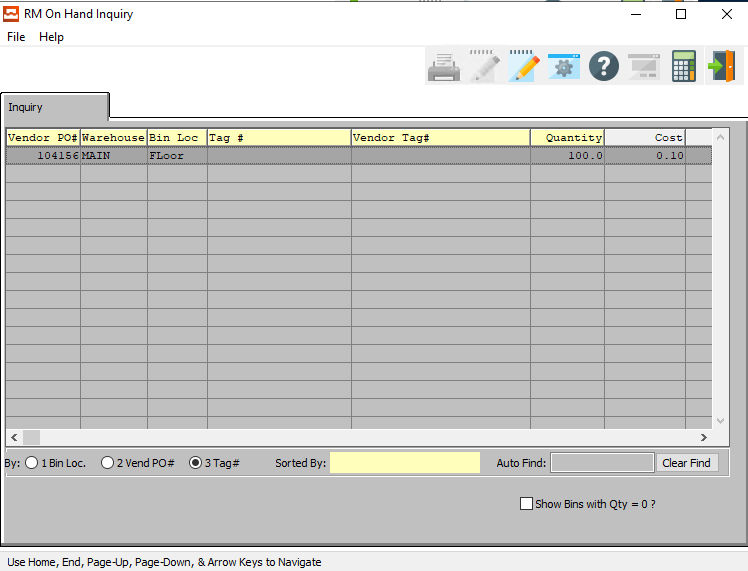 RM On Hand Inquiry
File Help
Inquiry
Vendor PO# Warehouse Bin Loc Tag # Vendor Tag# Quantity Cost
104156 MAIN FLoor 100.0 0.10
By: 1 Bin Loc. 2 Vend PO# 3 Tag# Sorted By: Auto Find: Clear Find
Show Bins with Qty = 0 ?
Use Home, End, Page-Up, Page-Down, & Arrow Keys to Navigate